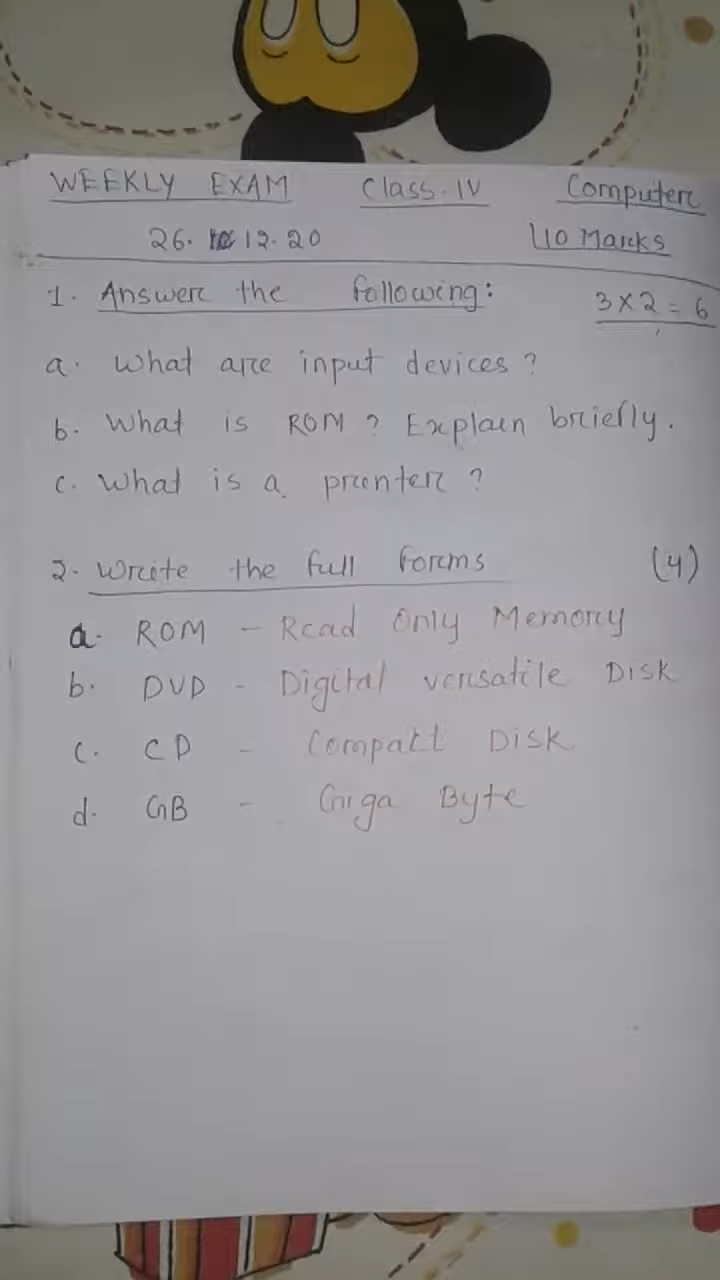 WEEKLY EXAM Class-IV Computer
26. 12.20 110 Marks
1. Answer the following: 3x2=6
a. What are input devices?
b. What is ROM? Explain briefly.
c. What is a printer?
2. Write the full forms (4)
a. ROM - Read Only Memory
b. DVD - Digital versatile Disk
c. CD - Compact Disk
d. GB - Giga Byte